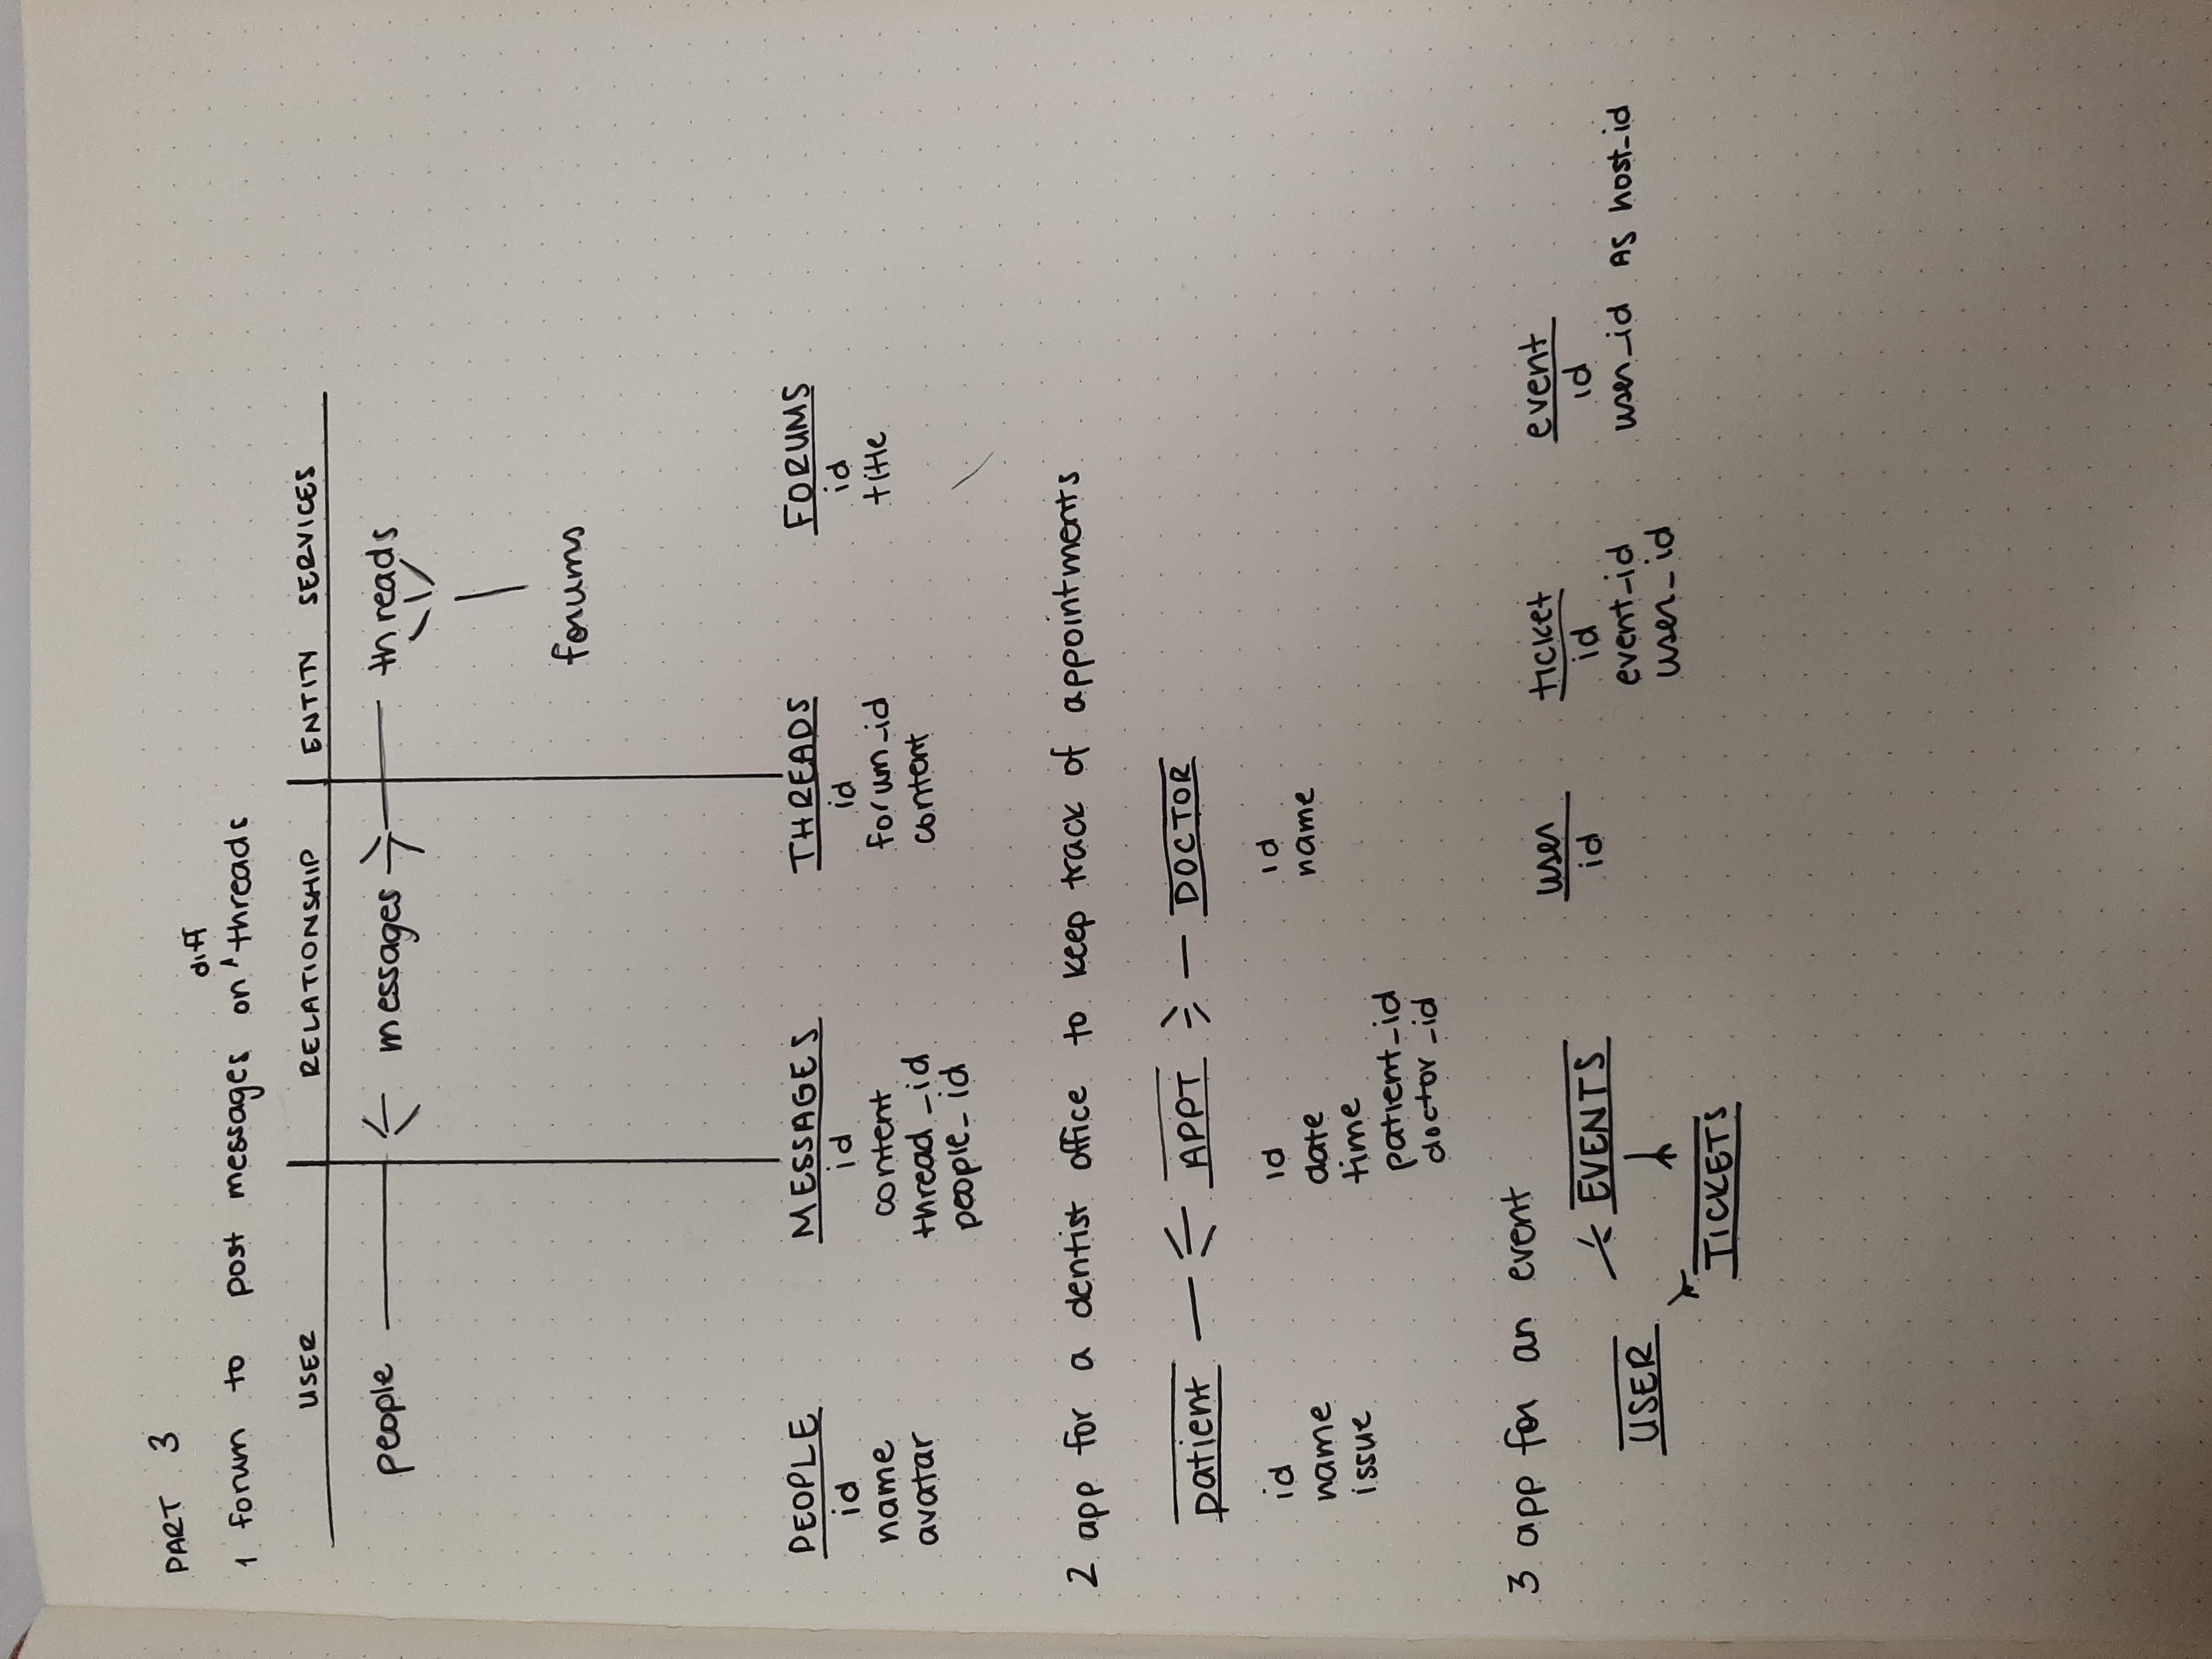 PART 3
1 forum to post messages on ^ diff threads
USER RELATIONSHIP ENTITY SERVICES
people messages threads
forums
PEOPLE MESSAGES THREADS FORUMS
id id id id
name content forum_id title
avatar thread_id content
people_id
2 app for a dentist office to keep track of appointments
patient APPT DOCTOR
id id id
name date name
issue time
patient_id
doctor_id
3 app for an event
user ticket event
EVENTS id id id
USER event_id user_id AS host_id
user_id
TICKETS